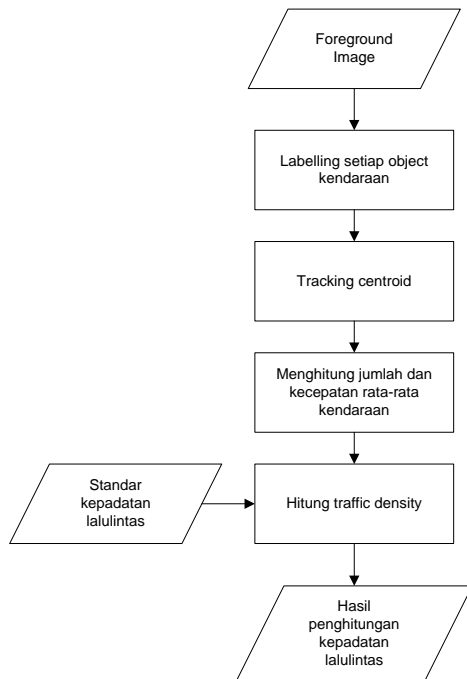 Foreground
Image
Labelling setiap object
kendaraan
Tracking centroid
Menghitung jumlah dan
kecepatan rata-rata
kendaraan
Standar
kepadatan
lalulintas
Hitung traffic density
Hasil
penghitungan
kepadatan
lalulintas